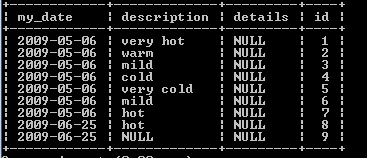 my_date description details id
2009-05-06 very hot NULL 1
2009-05-06 warm NULL 2
2009-05-06 mild NULL 3
2009-05-06 cold NULL 4
2009-05-06 very cold NULL 5
2009-05-06 mild NULL 6
2009-05-06 hot NULL 7
2009-06-25 hot NULL 8
2009-06-25 NULL NULL 9